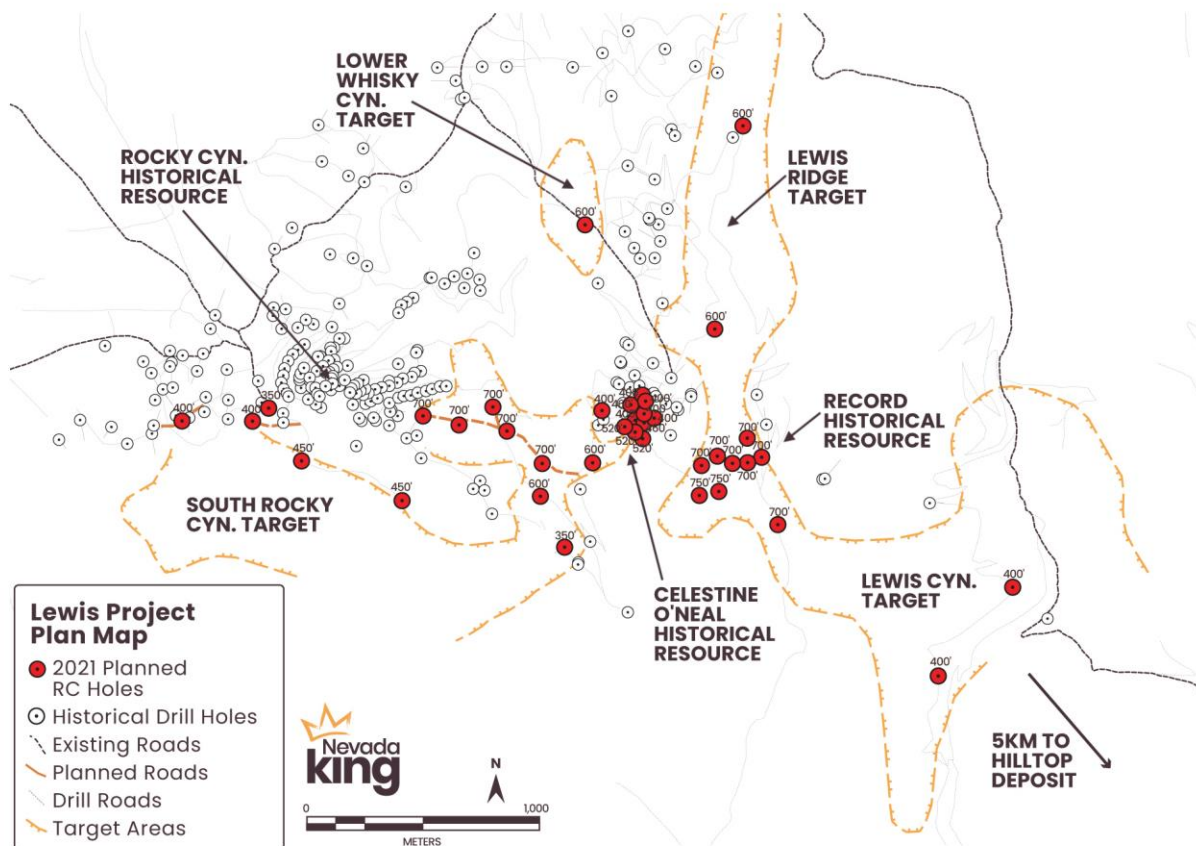 LOWER
WHISKY
CYN.
TARGET
600'
ROCKY CYN.
HISTORICAL
RESOURCE
LEWIS
RIDGE
TARGET
600'
600'
350'
400'
400'
450'
450'
700'
700'
700'
700'
700'
600'
600'
350'
400'
520'
520'
RECORD
HISTORICAL
RESOURCE
700'
700'
700'
700'
700'
700'
750'
750'
700'
SOUTH ROCKY
CYN. TARGET
CELESTINE
O'NEAL
HISTORICAL
RESOURCE
LEWIS CYN.
TARGET
400'
400'
5KM TO
HILLTOP
DEPOSIT
Lewis Project
Plan Map
2021 Planned
RC Holes
Historical Drill Holes
Existing Roads
Planned Roads
Drill Roads
Target Areas
Nevada
king
N
0 1,000
METERS